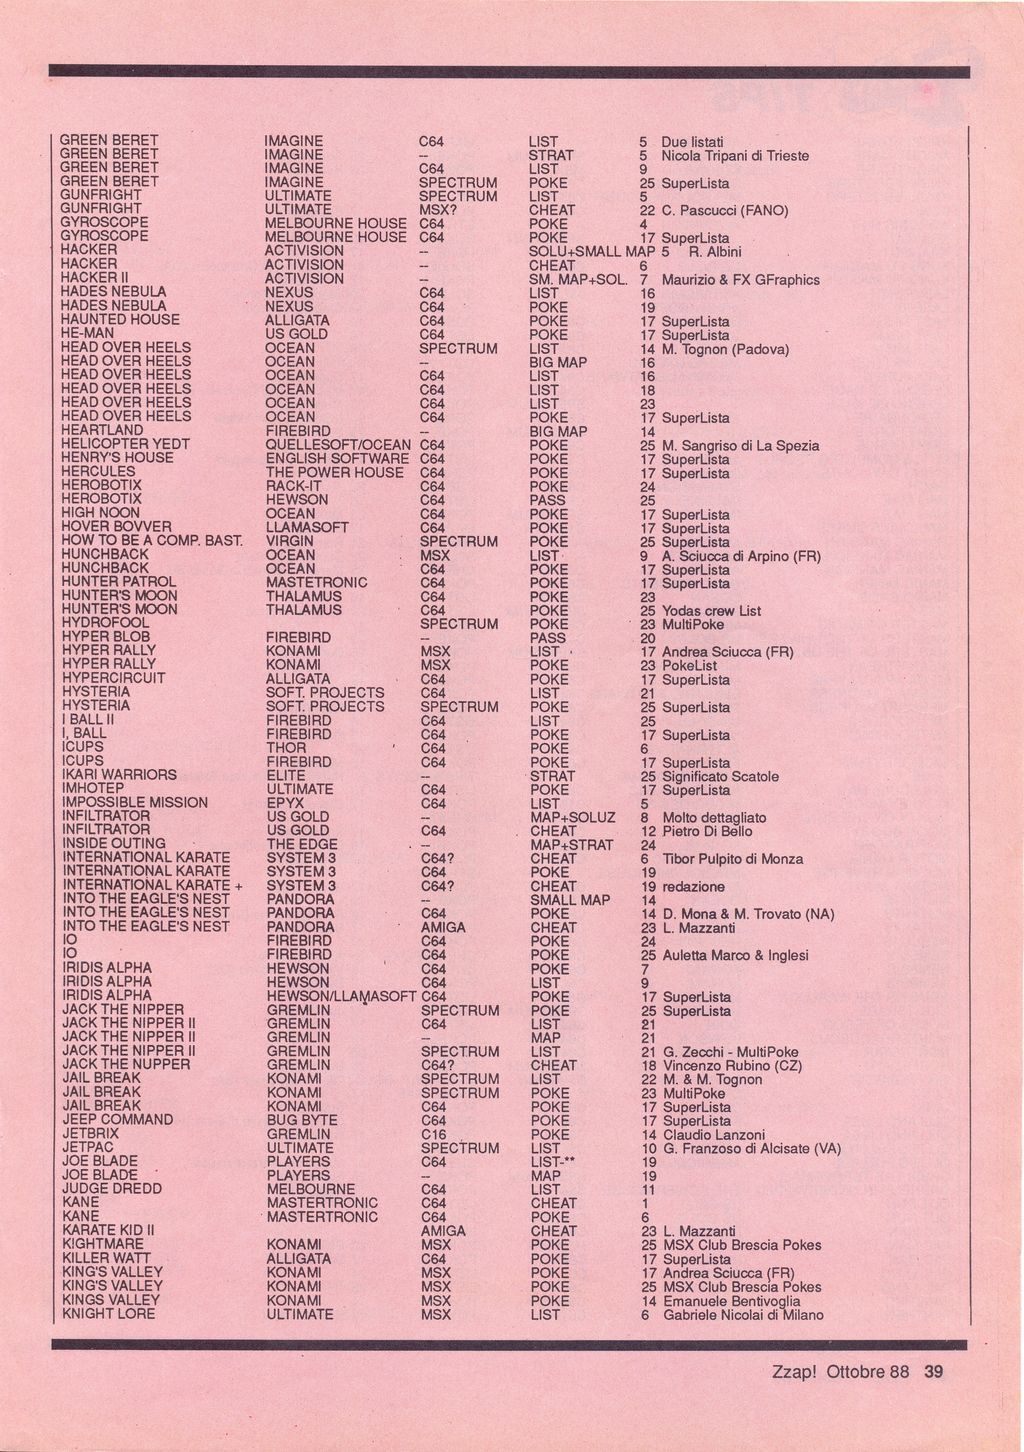 GREEN BERET IMAGINE C64 LIST 5 Due listati
GREEN BERET IMAGINE -- STRAT 5 Nicola Tripani di Trieste
GREEN BERET IMAGINE C64 LIST 9
GREEN BERET IMAGINE SPECTRUM POKE 25 SuperLista
GUNFRIGHT ULTIMATE SPECTRUM LIST 5
GUNFRIGHT ULTIMATE MSX? CHEAT 22 C. Pascucci (FANO)
GYROSCOPE MELBOURNE HOUSE C64 POKE 4
GYROSCOPE MELBOURNE HOUSE C64 POKE 17 SuperLista
HACKER ACTIVISION -- SOLU+SMALL MAP 5 R. Albini
HACKER ACTIVISION -- CHEAT 6
HACKER II ACTIVISION -- SM. MAP+SOL. 7 Maurizio & FX GFraphics
HADES NEBULA NEXUS C64 LIST 16
HADES NEBULA NEXUS C64 POKE 19
HAUNTED HOUSE ALLIGATA C64 POKE 17 SuperLista
HE-MAN US GOLD C64 POKE 17 SuperLista
HEAD OVER HEELS OCEAN SPECTRUM LIST 14 M. Tognon (Padova)
HEAD OVER HEELS OCEAN -- BIG MAP 16
HEAD OVER HEELS OCEAN C64 LIST 16
HEAD OVER HEELS OCEAN C64 LIST 18
HEAD OVER HEELS OCEAN C64 LIST 23
HEAD OVER HEELS OCEAN C64 POKE 17 SuperLista
HEARTLAND FIREBIRD -- BIG MAP 14
HELICOPTER YEDT QUELLESOFT/OCEAN C64 POKE 25 M. Sangriso di La Spezia
HENRY'S HOUSE ENGLISH SOFTWARE C64 POKE 17 SuperLista
HERCULES THE POWER HOUSE C64 POKE 17 SuperLista
HEROBOTIX RACK-IT C64 POKE 24
HEROBOTIX HEWSON C64 PASS 25
HIGH NOON OCEAN C64 POKE 17 SuperLista
HOVER BOVVER LLAMASOFT C64 POKE 17 SuperLista
HOW TO BE A COMP. BAST. VIRGIN SPECTRUM POKE 25 SuperLista
HUNCHBACK OCEAN MSX LIST 9 A. Sciucca di Arpino (FR)
HUNCHBACK OCEAN C64 POKE 17 SuperLista
HUNTER PATROL MASTETRONIC C64 POKE 17 SuperLista
HUNTER'S MOON THALAMUS C64 POKE 23
HUNTER'S MOON THALAMUS C64 POKE 25 Yodas crew List
HYDROFOOL SPECTRUM POKE 23 MultiPoke
HYPER BLOB FIREBIRD -- PASS 20
HYPER RALLY KONAMI MSX LIST 17 Andrea Sciucca (FR)
HYPER RALLY KONAMI MSX POKE 23 PokeList
HYPERCIRCUIT ALLIGATA C64 POKE 17 SuperLista
HYSTERIA SOFT. PROJECTS C64 LIST 21
HYSTERIA SOFT. PROJECTS SPECTRUM POKE 25 SuperLista
I BALL II FIREBIRD C64 LIST 25
I, BALL FIREBIRD C64 POKE 17 SuperLista
ICUPS THOR C64 POKE 6
ICUPS FIREBIRD C64 POKE 17 SuperLista
IKARI WARRIORS ELITE -- STRAT 25 Significato Scatole
IMHOTEP ULTIMATE C64 POKE 17 SuperLista
IMPOSSIBLE MISSION EPYX C64 LIST 5
INFILTRATOR US GOLD -- MAP+SOLUZ 8 Molto dettagliato
INFILTRATOR US GOLD C64 CHEAT 12 Pietro Di Bello
INSIDE OUTING THE EDGE -- MAP+STRAT 24
INTERNATIONAL KARATE SYSTEM 3 C64? CHEAT 6 Tibor Pulpito di Monza
INTERNATIONAL KARATE SYSTEM 3 C64 POKE 19
INTERNATIONAL KARATE + SYSTEM 3 C64? CHEAT 19 redazione
INTO THE EAGLE'S NEST PANDORA -- SMALL MAP 14
INTO THE EAGLE'S NEST PANDORA C64 POKE 14 D. Mona & M. Trovato (NA)
INTO THE EAGLE'S NEST PANDORA AMIGA CHEAT 23 L. Mazzanti
IO FIREBIRD C64 POKE 24
IO FIREBIRD C64 POKE 25 Auletta Marco & Inglesi
IRIDIS ALPHA HEWSON C64 POKE 7
IRIDIS ALPHA HEWSON C64 LIST 9
IRIDIS ALPHA HEWSON/LLAMASOFT C64 POKE 17 SuperLista
JACK THE NIPPER GREMLIN SPECTRUM POKE 25 SuperLista
JACK THE NIPPER II GREMLIN C64 LIST 21
JACK THE NIPPER II GREMLIN -- MAP 21
JACK THE NIPPER II GREMLIN SPECTRUM LIST 21 G. Zecchi - MultiPoke
JACK THE NUPPER GREMLIN C64? CHEAT 18 Vincenzo Rubino (CZ)
JAIL BREAK KONAMI SPECTRUM LIST 22 M. & M. Tognon
JAIL BREAK KONAMI SPECTRUM POKE 23 MultiPoke
JAIL BREAK KONAMI C64 POKE 17 SuperLista
JEEP COMMAND BUG BYTE C64 POKE 17 SuperLista
JETBRIX GREMLIN C16 POKE 14 Claudio Lanzoni
JETPAC ULTIMATE SPECTRUM LIST 10 G. Franzoso di Alcisate (VA)
JOE BLADE PLAYERS C64 LIST-** 19
JOE BLADE PLAYERS -- MAP 19
JUDGE DREDD MELBOURNE C64 LIST 11
KANE MASTERTRONIC C64 CHEAT 1
KANE MASTERTRONIC C64 POKE 6
KARATE KID II AMIGA CHEAT 23 L. Mazzanti
KIGHTMARE KONAMI MSX POKE 25 MSX Club Brescia Pokes
KILLER WATT ALLIGATA C64 POKE 17 SuperLista
KING'S VALLEY KONAMI MSX POKE 17 Andrea Sciucca (FR)
KING'S VALLEY KONAMI MSX POKE 25 MSX Club Brescia Pokes
KINGS VALLEY KONAMI MSX POKE 14 Emanuele Bentivoglia
KNIGHT LORE ULTIMATE MSX LIST 6 Gabriele Nicolai di Milano
Zzap! Ottobre 88 39